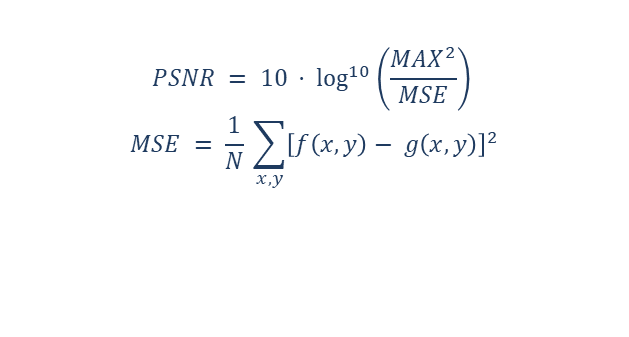 PSNR = 10 · log¹⁰ (MAX² / MSE)
MSE = 1/N ∑x,y [f(x,y) − g(x,y)]²